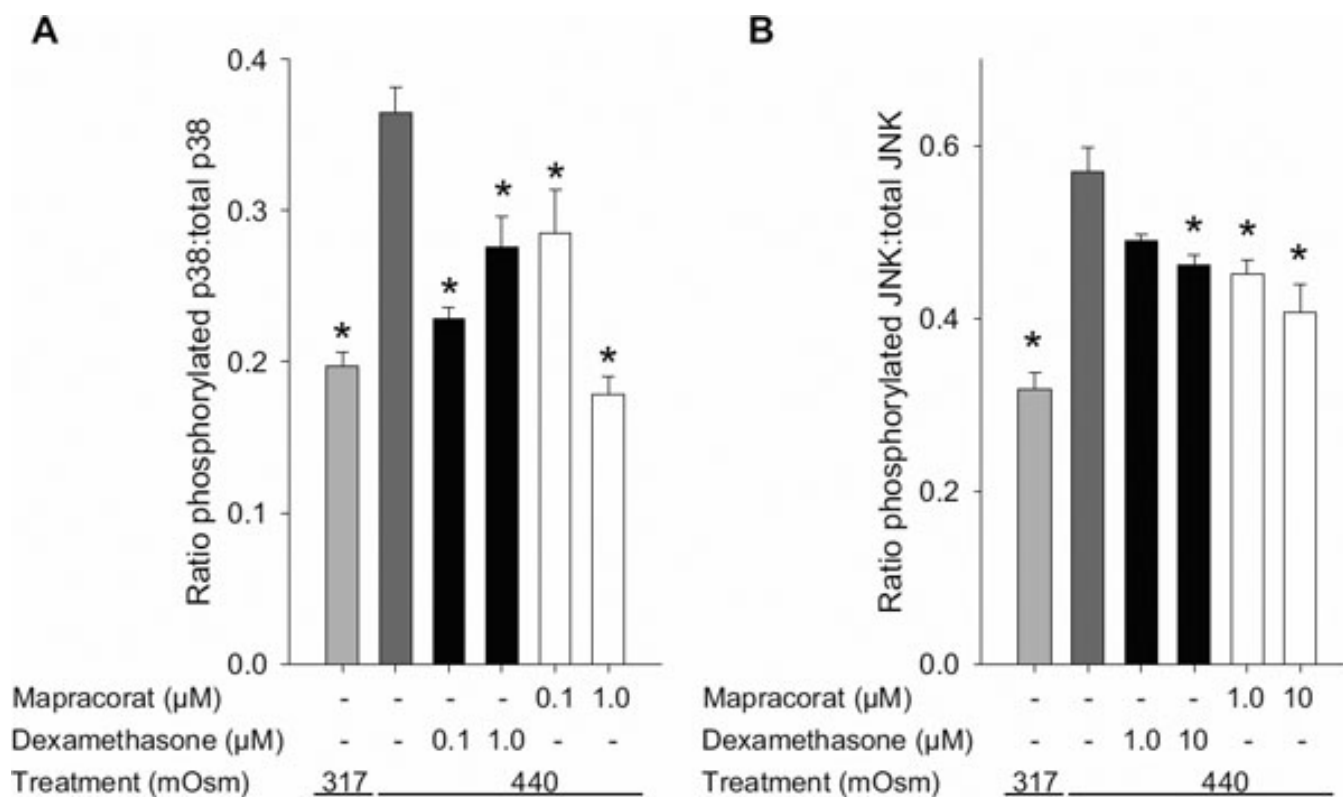 A
Ratio phosphorylated p38:total p38
0.4
0.3
0.2
0.1
0.0
* * * * *
Mapracorat (µM) - - - - 0.1 1.0
Dexamethasone (µM) - - 0.1 1.0 - -
Treatment (mOsm) 317 440
B
Ratio phosphorylated JNK:total JNK
0.6
0.4
0.2
0.0
* * * *
Mapracorat (µM) - - - - 1.0 10
Dexamethasone (µM) - - 1.0 10 - -
Treatment (mOsm) 317 440